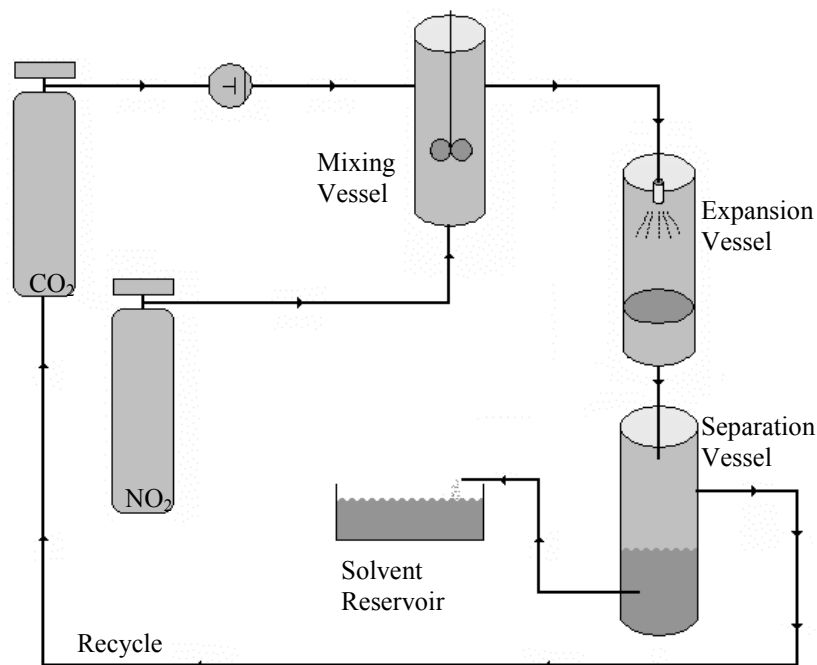 Mixing
Vessel
Expansion
Vessel
CO₂
Separation
Vessel
NO₂
Solvent
Reservoir
Recycle